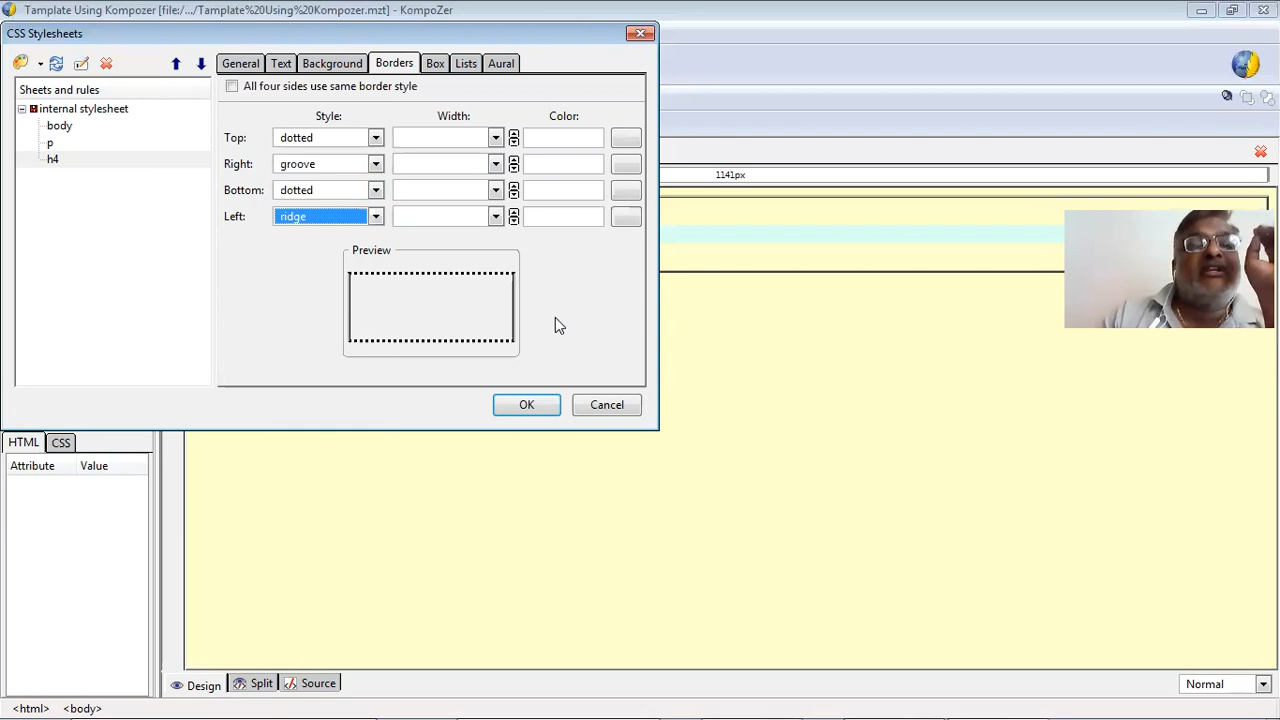 Tamplate Using Kompozer [file:/.../Tamplate%20Using%20Kompozer.mzt] - KompoZer
CSS Stylesheets
General Text Background Borders Box Lists Aural
Sheets and rules
All four sides use same border style
internal stylesheet
body
p
h4
Style: Width: Color:
Top: dotted
Right: groove
Bottom: dotted
Left: ridge
1141px
Preview
OK Cancel
HTML CSS
Attribute Value
Design Split Source
Normal
<html> <body>